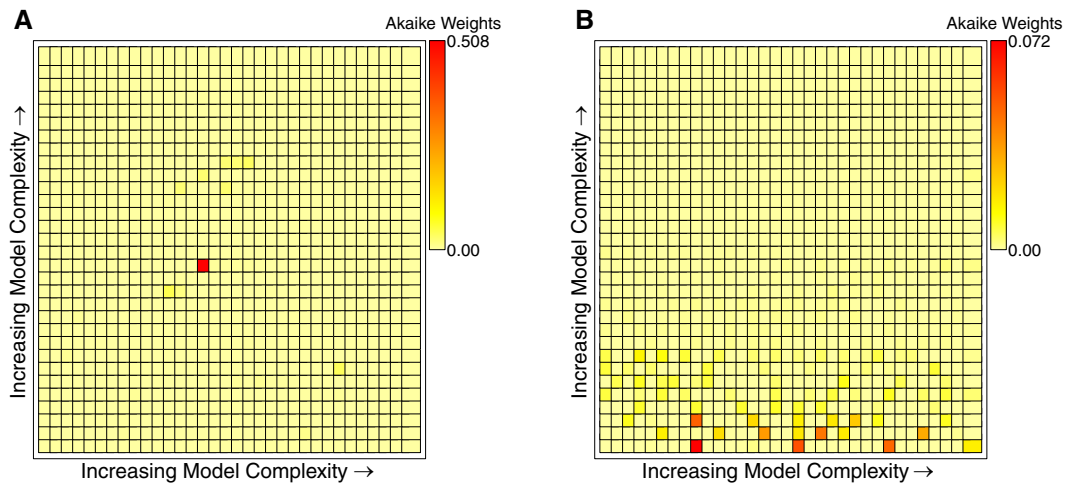 A
Akaike Weights
0.508
0.00
Increasing Model Complexity →
Increasing Model Complexity →
B
Akaike Weights
0.072
0.00
Increasing Model Complexity →
Increasing Model Complexity →